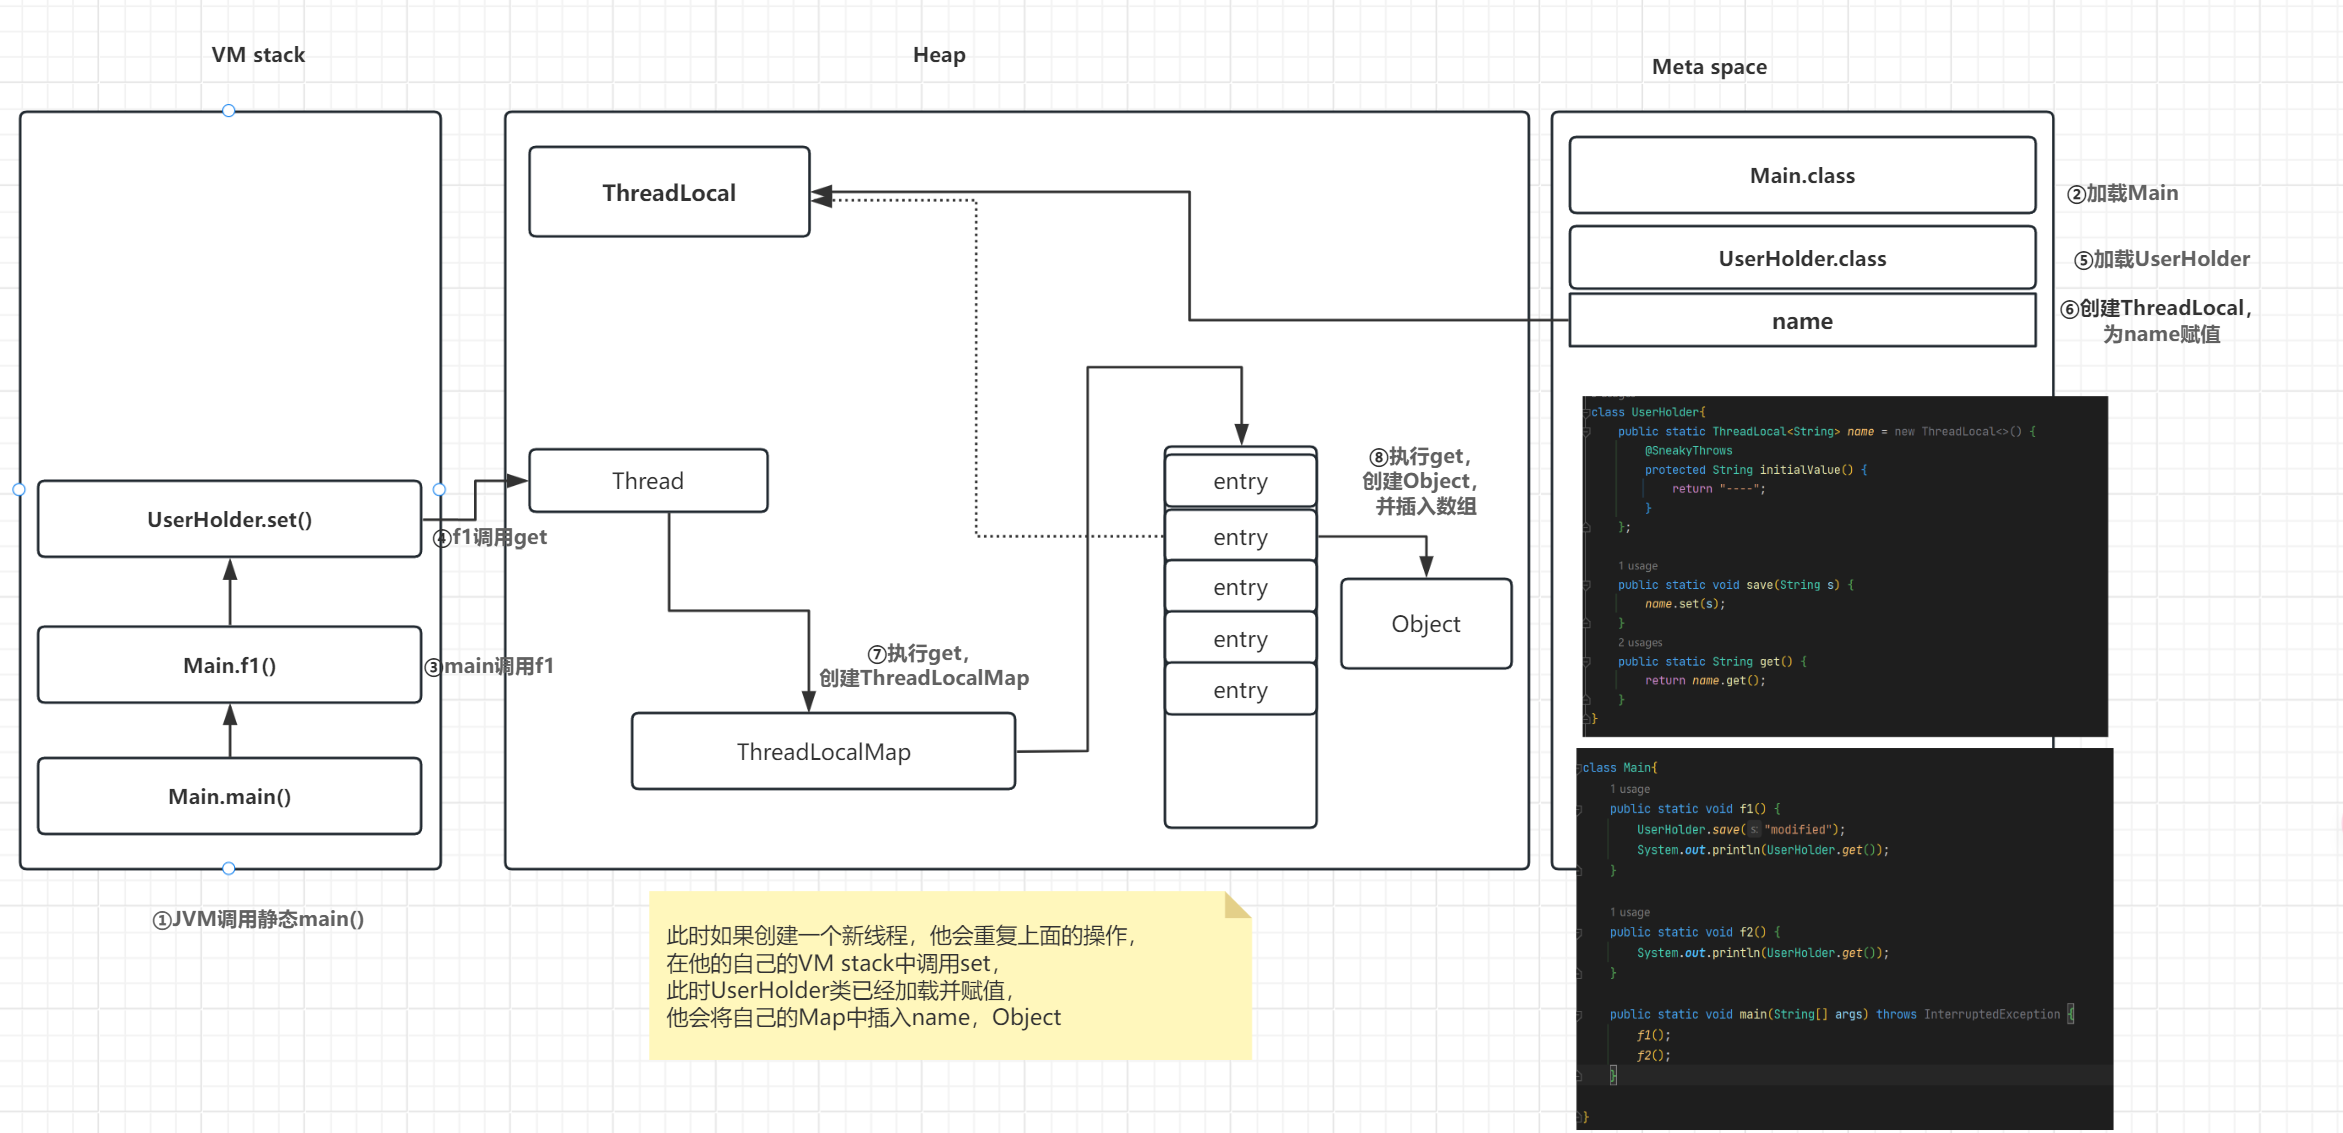 VM stack
Heap
Meta space
ThreadLocal
Main.class
②加载Main
UserHolder.class
⑤加载UserHolder
name
⑥创建ThreadLocal,
为name赋值
UserHolder.set()
④f1调用get
Main.f1()
③main调用f1
Main.main()
①JVM调用静态main()
Thread
⑦执行get,
创建ThreadLocalMap
ThreadLocalMap
entry
entry
entry
entry
entry
⑧执行get,
创建Object,
并插入数组
Object
class UserHolder{
public static ThreadLocal<String> name = new ThreadLocal<>() {
@SneakyThrows
protected String initialValue() {
return "----";
}
};
1 usage
public static void save(String s) {
name.set(s);
}
2 usages
public static String get() {
return name.get();
}
}
class Main{
1 usage
public static void f1() {
UserHolder.save( s: "modified");
System.out.println(UserHolder.get());
}
1 usage
public static void f2() {
System.out.println(UserHolder.get());
}
public static void main(String[] args) throws InterruptedException {
f1();
f2();
}
}
此时如果创建一个新线程，他会重复上面的操作，
在他的自己的VM stack中调用set，
此时UserHolder类已经加载并赋值，
他会将自己的Map中插入name，Object